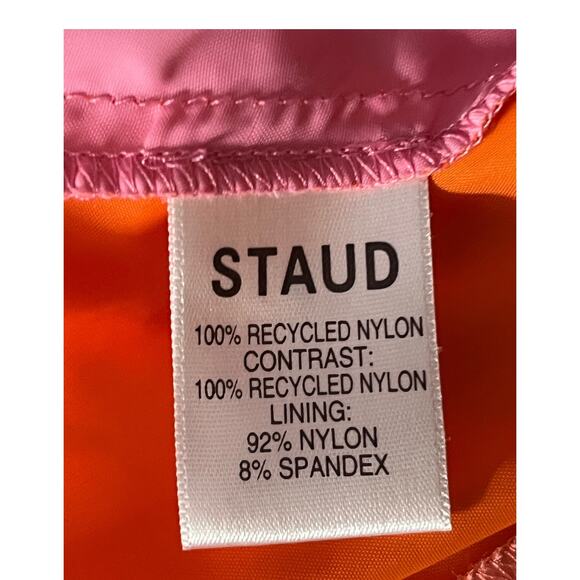 STAUD
100% RECYCLED NYLON
CONTRAST:
100% RECYCLED NYLON
LINING:
92% NYLON
8% SPANDEX